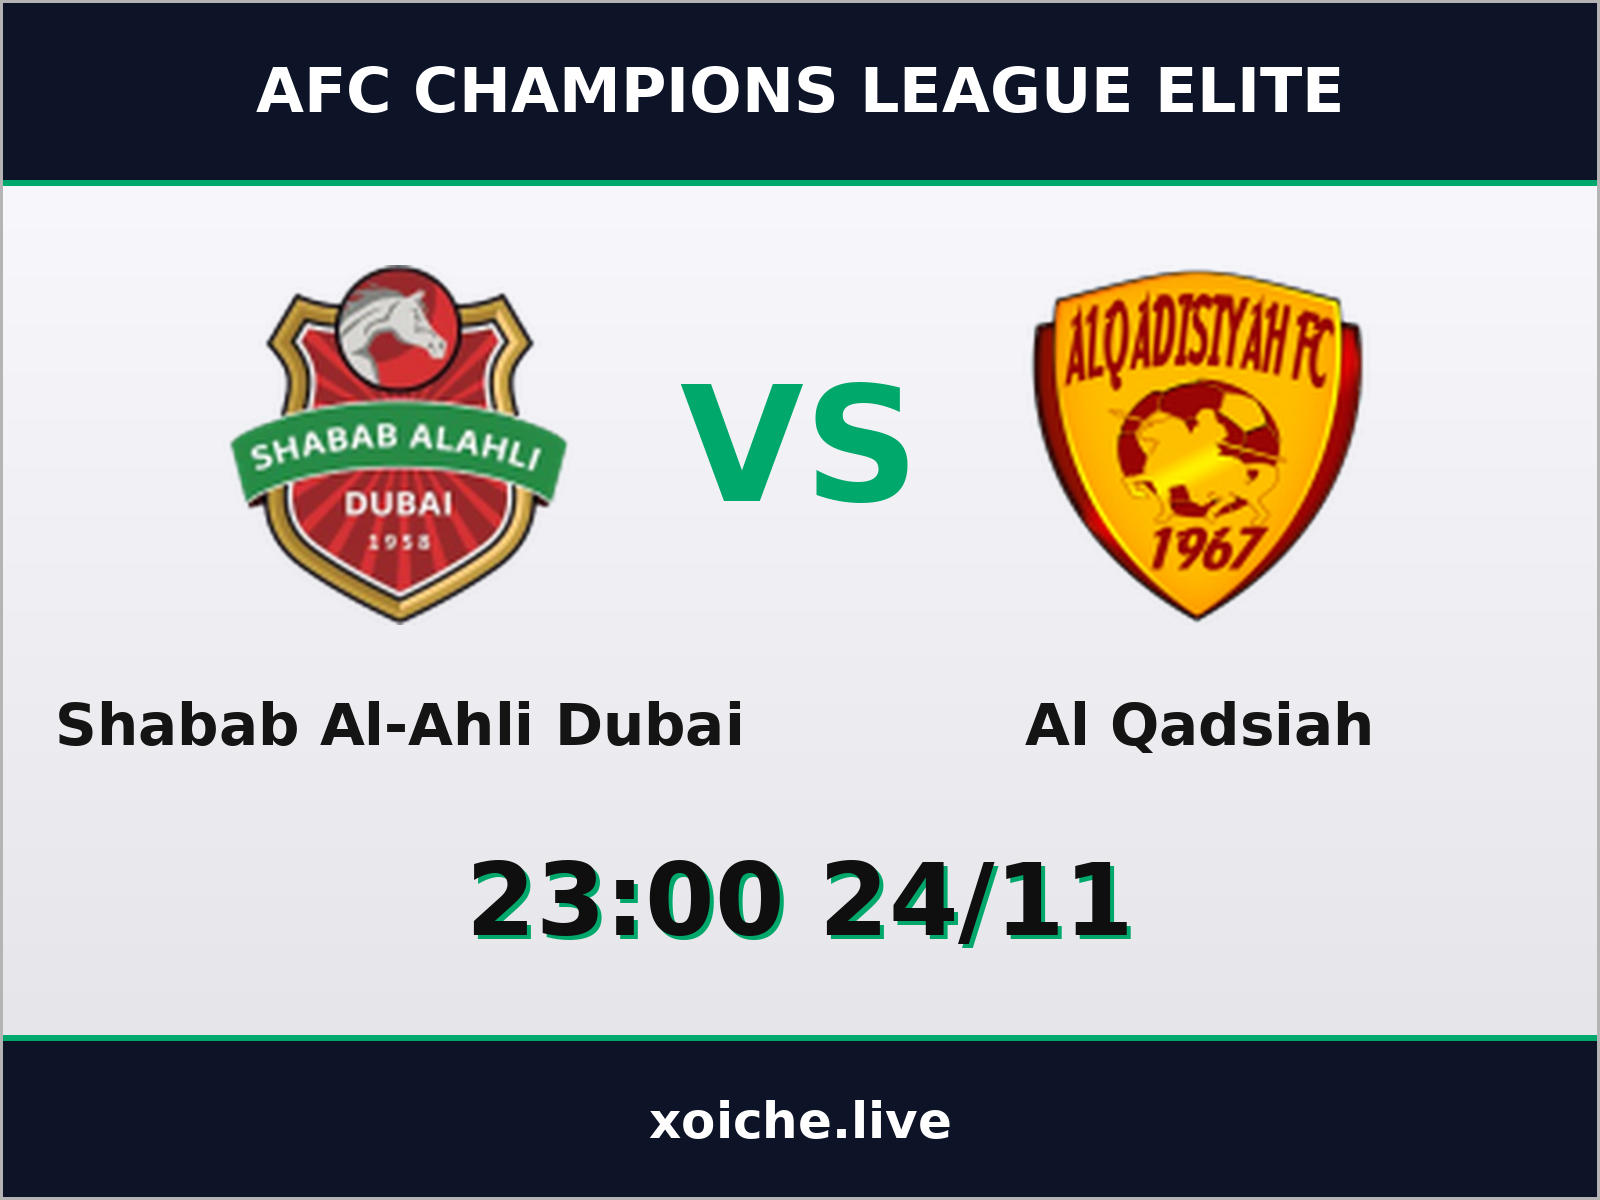 AFC CHAMPIONS LEAGUE ELITE
SHABAB ALAHLI
DUBAI
1958
VS
ALQADISIYAH FC
1967
Shabab Al-Ahli Dubai
Al Qadsiah
23:00 24/11
xoiche.live